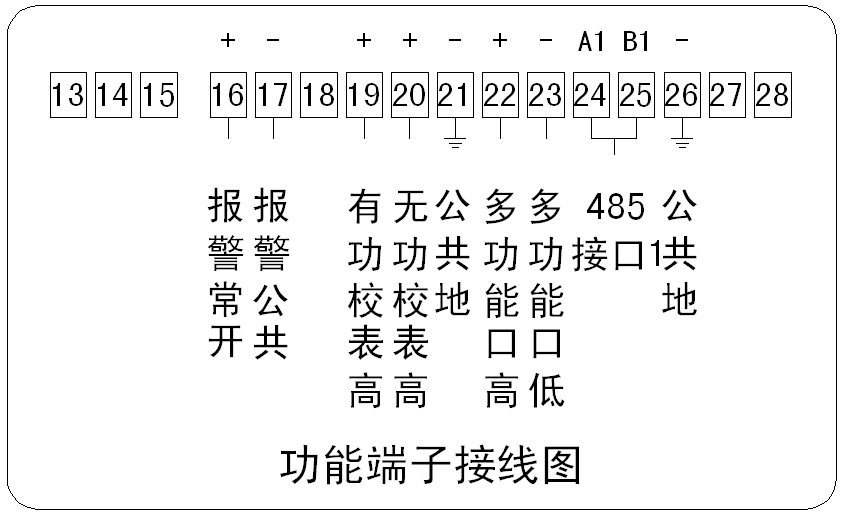 + - + + - + - A1 B1 -
13 14 15 16 17 18 19 20 21 22 23 24 25 26 27 28
报警常开
报警公共
有功校表高
无功校表高
公共地
多功能口高
多功能口低
485
接口1
公共地
功能端子接线图